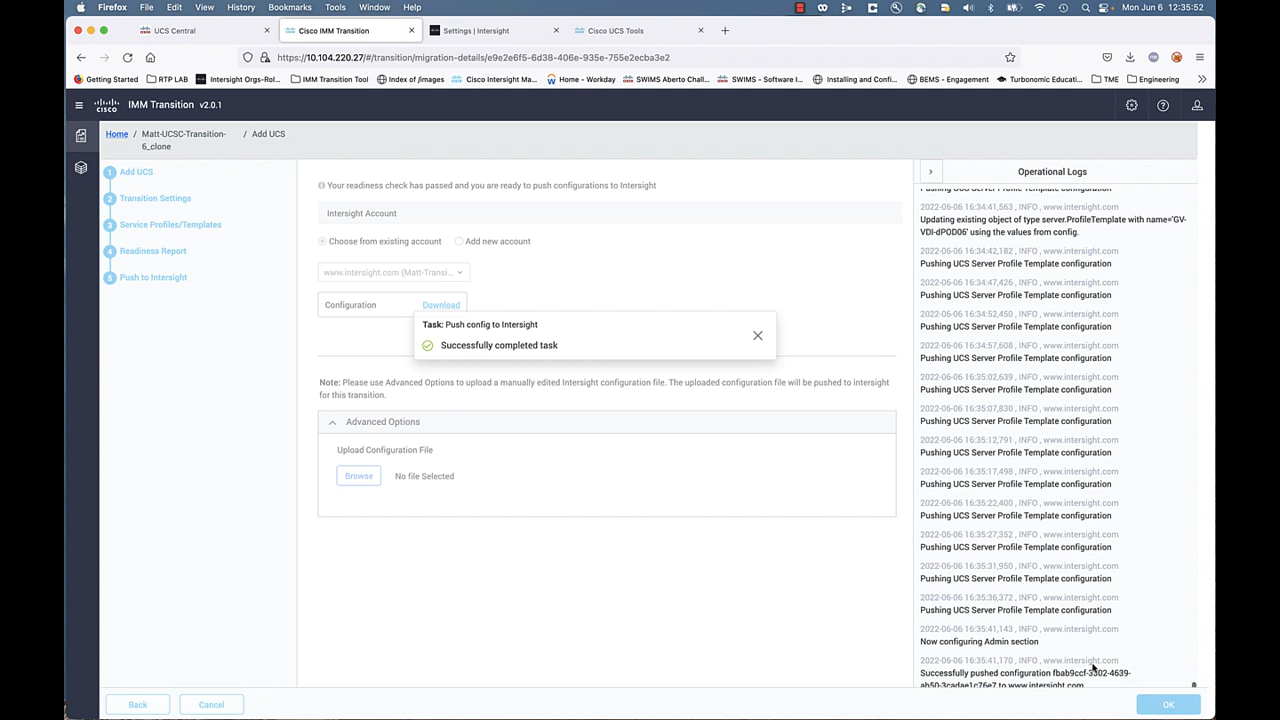 Firefox File Edit View History Bookmarks Tools Window Help Mon Jun 6 12:35:52
UCS Central × Cisco IMM Transition × Settings | Intersight × Cisco UCS Tools × +
https://10.104.220.27/#/transition/migration-details/e9e2e6f5-6d38-406e-935e-755e2ecba3e2
Getting Started RTP LAB Intersight Orgs-Rol... IMM Transition Tool Index of /images Cisco Intersight Ma... Home - Workday SWIMS Aberto Chall... SWIMS - Software I... Installing and Confi... BEMS - Engagement Turbonomic Educati... TME Engineering
CISCO IMM Transition v2.0.1
Home / Matt-UCSC-Transition- / Add UCS
6_clone
1 Add UCS
2 Transition Settings
3 Service Profiles/Templates
4 Readiness Report
5 Push to Intersight
Your readiness check has passed and you are ready to push configurations to Intersight
Intersight Account
Choose from existing account Add new account
www.intersight.com (Matt-Transi...
Configuration Download
Task: Push config to Intersight
Successfully completed task
Note: Please use Advanced Options to upload a manually edited Intersight configuration file. The uploaded configuration file will be pushed to intersight
for this transition.
Advanced Options
Upload Configuration File
Browse No file Selected
Operational Logs
Pushing UCS Server Profile Template configuration
2022-06-06 16:34:41,563 , INFO , www.intersight.com
Updating existing object of type server.ProfileTemplate with name='GV-
VDI-dPOD06' using the values from config.
2022-06-06 16:34:42,182 , INFO , www.intersight.com
Pushing UCS Server Profile Template configuration
2022-06-06 16:34:47,426 , INFO , www.intersight.com
Pushing UCS Server Profile Template configuration
2022-06-06 16:34:52,450 , INFO , www.intersight.com
Pushing UCS Server Profile Template configuration
2022-06-06 16:34:57,608 , INFO , www.intersight.com
Pushing UCS Server Profile Template configuration
2022-06-06 16:35:02,639 , INFO , www.intersight.com
Pushing UCS Server Profile Template configuration
2022-06-06 16:35:07,830 , INFO , www.intersight.com
Pushing UCS Server Profile Template configuration
2022-06-06 16:35:12,791 , INFO , www.intersight.com
Pushing UCS Server Profile Template configuration
2022-06-06 16:35:17,498 , INFO , www.intersight.com
Pushing UCS Server Profile Template configuration
2022-06-06 16:35:22,400 , INFO , www.intersight.com
Pushing UCS Server Profile Template configuration
2022-06-06 16:35:27,352 , INFO , www.intersight.com
Pushing UCS Server Profile Template configuration
2022-06-06 16:35:31,950 , INFO , www.intersight.com
Pushing UCS Server Profile Template configuration
2022-06-06 16:35:36,372 , INFO , www.intersight.com
Pushing UCS Server Profile Template configuration
2022-06-06 16:35:41,143 , INFO , www.intersight.com
Now configuring Admin section
2022-06-06 16:35:41,170 , INFO , www.intersight.com
Successfully pushed configuration fbab9ccf-3302-4639-
ab50-3cadae1c76e7 to www.intersight.com
Back Cancel OK